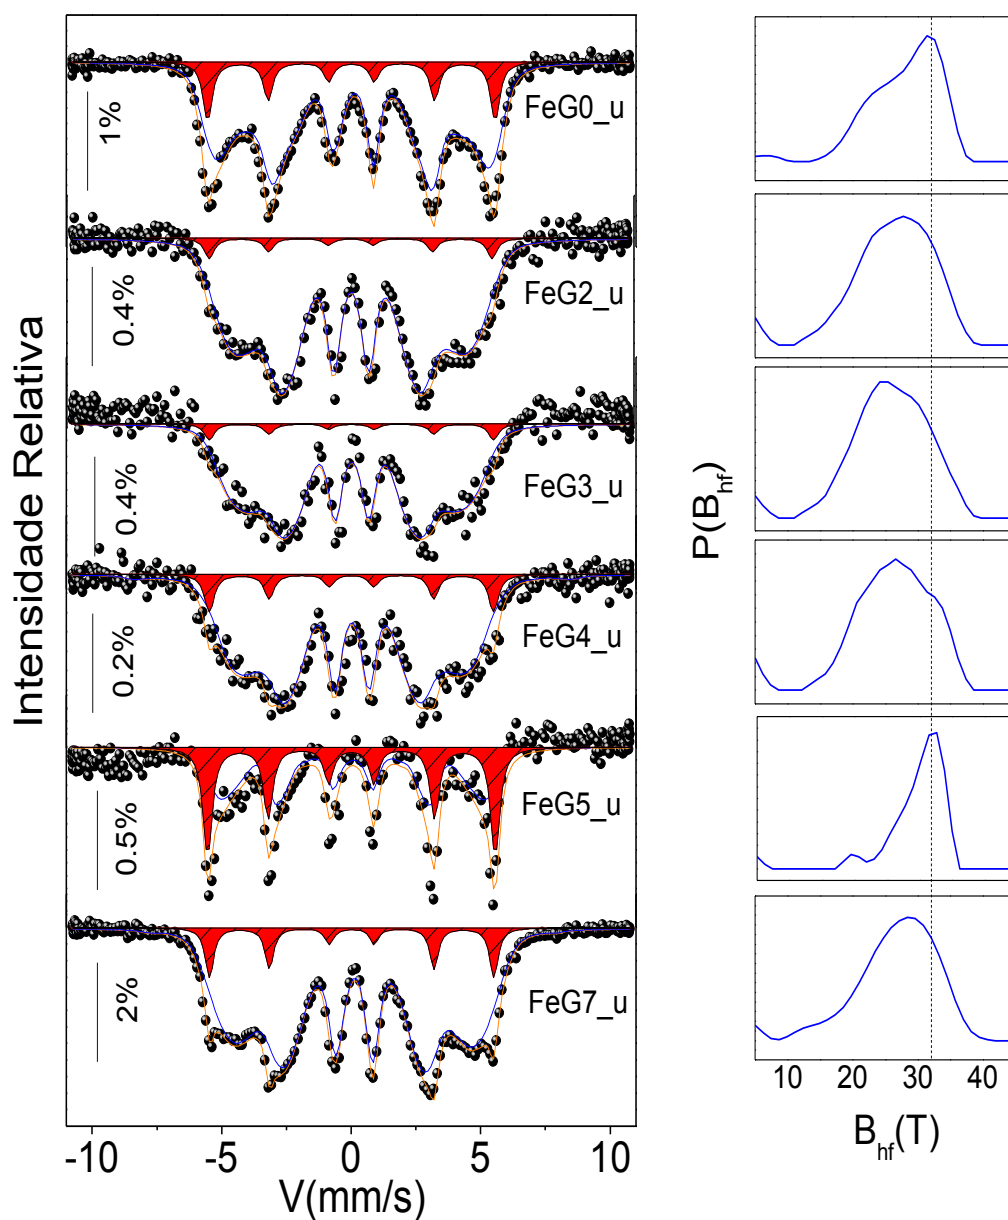 Intensidade Relativa
1%
FeG0_u
0.4%
FeG2_u
0.4%
FeG3_u
0.2%
FeG4_u
0.5%
FeG5_u
2%
FeG7_u
-10 -5 0 5 10
V(mm/s)
P(B_hf)
10 20 30 40
B_hf(T)